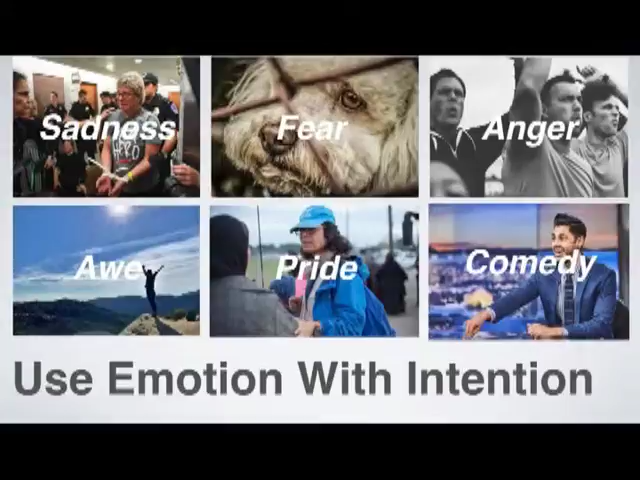 Sadness
Fear
Anger
Awe
Pride
Comedy
Use Emotion With Intention